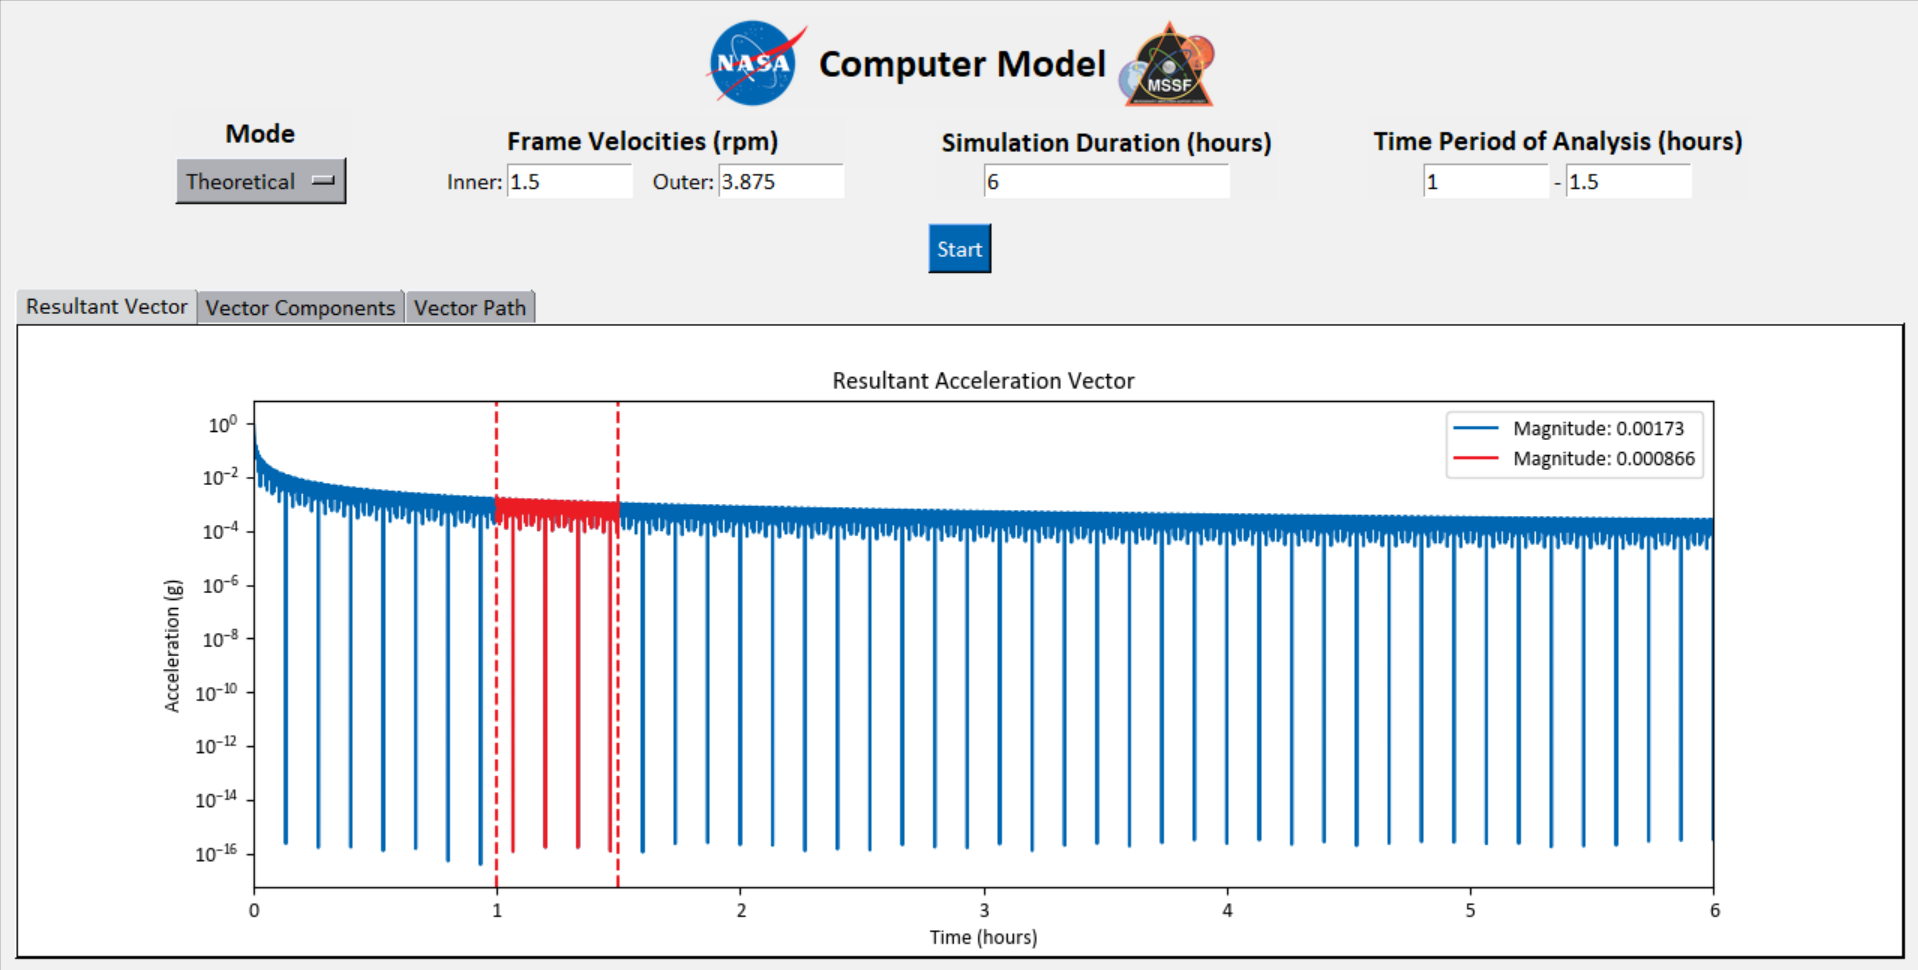 NASA
Computer Model
MSSF
Mode
Theoretical
Frame Velocities (rpm)
Inner: 1.5 Outer: 3.875
Simulation Duration (hours)
6
Time Period of Analysis (hours)
1 - 1.5
Start
Resultant Vector Vector Components Vector Path
Resultant Acceleration Vector
Magnitude: 0.00173
Magnitude: 0.000866
Acceleration (g)
10⁰
10⁻²
10⁻⁴
10⁻⁶
10⁻⁸
10⁻¹⁰
10⁻¹²
10⁻¹⁴
10⁻¹⁶
0 1 2 3 4 5 6
Time (hours)